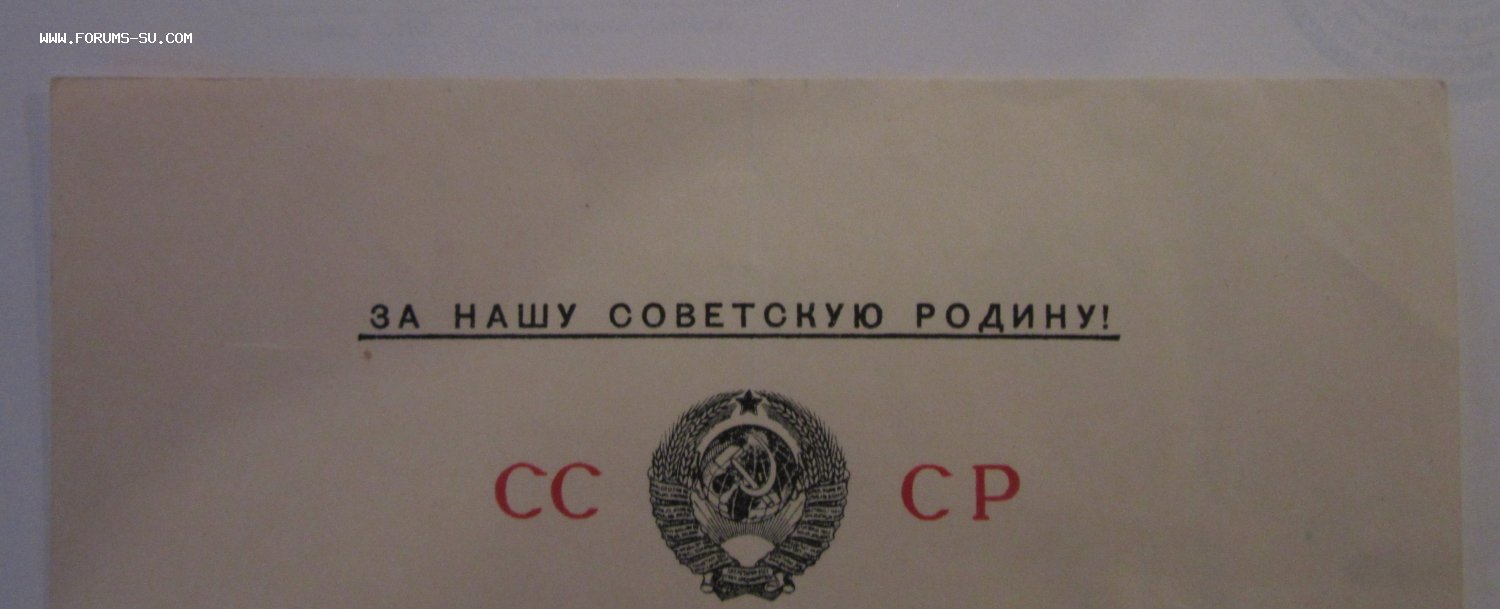 WWW.FORUMS-SU.COM
ЗА НАШУ СОВЕТСКУЮ РОДИНУ!
СС СР